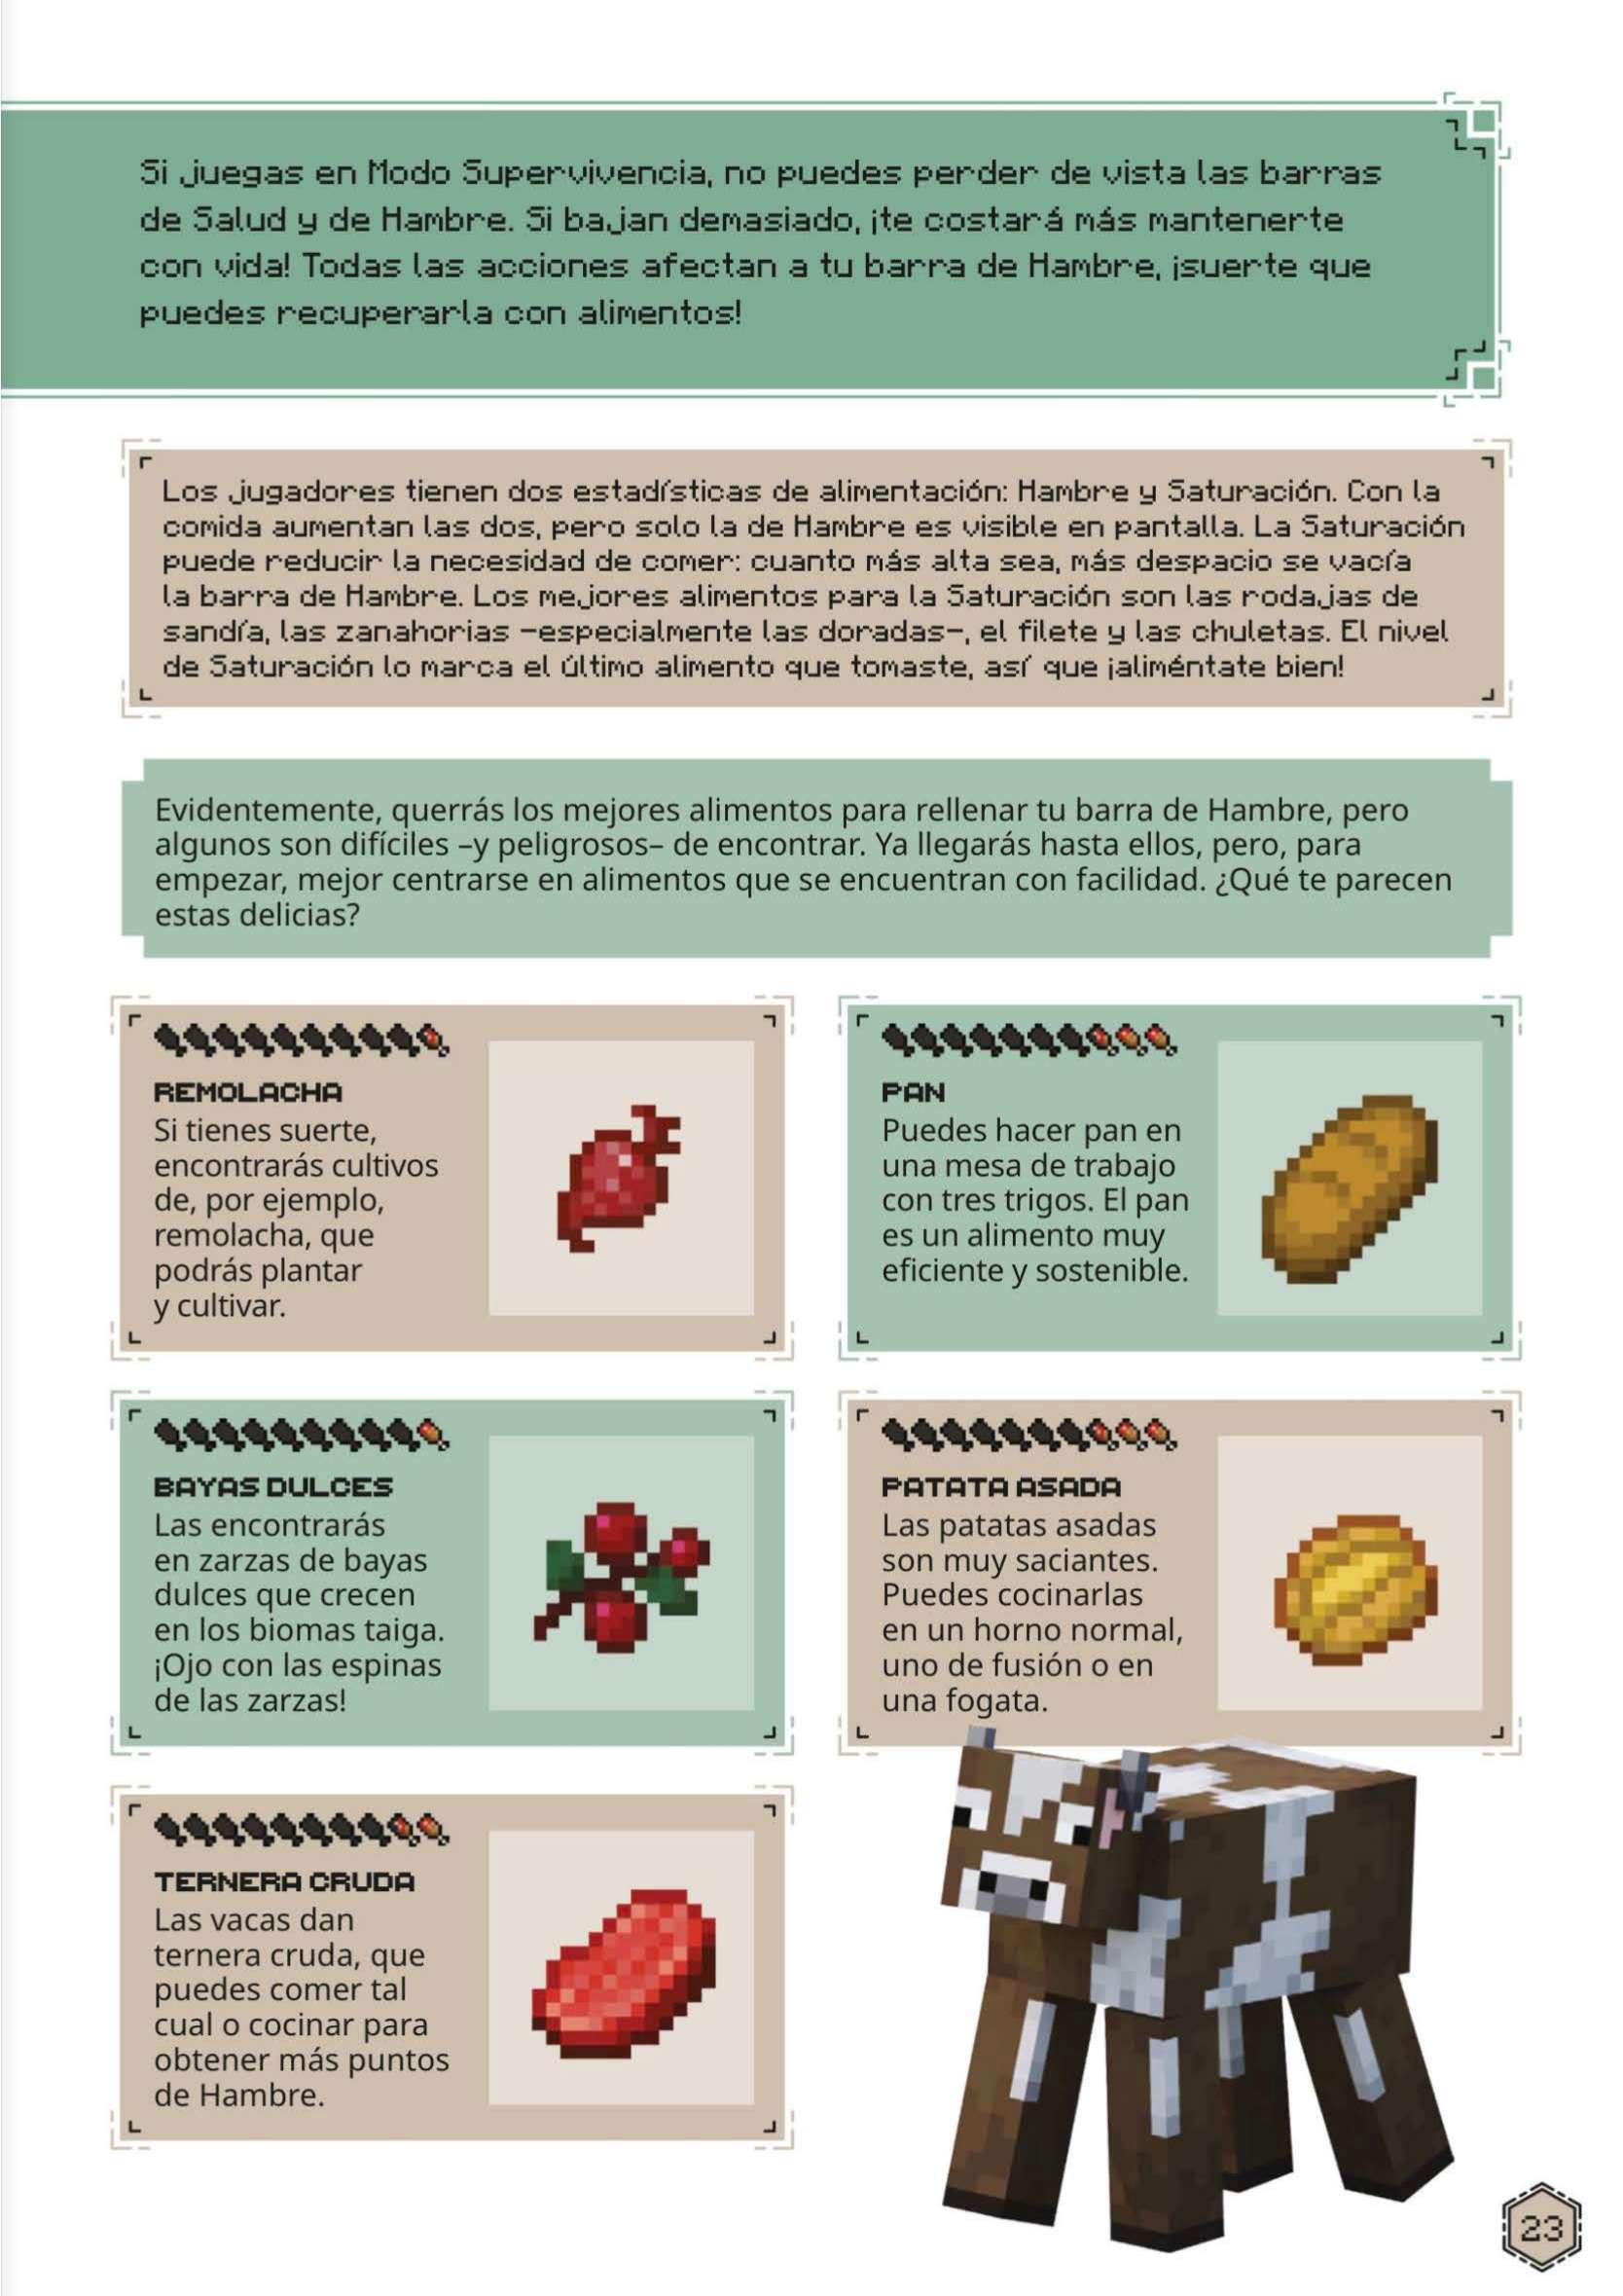 Si juegas en Modo Supervivencia, no puedes perder de vista las barras
de Salud y de Hambre. Si bajan demasiado, ¡te costará más mantenerte
con vida! Todas las acciones afectan a tu barra de Hambre, ¡suerte que
puedes recuperarla con alimentos!
Los jugadores tienen dos estadísticas de alimentación: Hambre y Saturación. Con la
comida aumentan las dos, pero solo la de Hambre es visible en pantalla. La Saturación
puede reducir la necesidad de comer: cuanto más alta sea, más despacio se vacía
la barra de Hambre. Los mejores alimentos para la Saturación son las rodajas de
sandía, las zanahorias –especialmente las doradas–, el filete y las chuletas. El nivel
de Saturación lo marca el último alimento que tomaste, así que ¡aliméntate bien!
Evidentemente, querrás los mejores alimentos para rellenar tu barra de Hambre, pero
algunos son difíciles –y peligrosos– de encontrar. Ya llegarás hasta ellos, pero, para
empezar, mejor centrarse en alimentos que se encuentran con facilidad. ¿Qué te parecen
estas delicias?
REMOLACHA
Si tienes suerte,
encontrarás cultivos
de, por ejemplo,
remolacha, que
podrás plantar
y cultivar.
PAN
Puedes hacer pan en
una mesa de trabajo
con tres trigos. El pan
es un alimento muy
eficiente y sostenible.
BAYAS DULCES
Las encontrarás
en zarzas de bayas
dulces que crecen
en los biomas taiga.
¡Ojo con las espinas
de las zarzas!
PATATA ASADA
Las patatas asadas
son muy saciantes.
Puedes cocinarlas
en un horno normal,
uno de fusión o en
una fogata.
TERNERA CRUDA
Las vacas dan
ternera cruda, que
puedes comer tal
cual o cocinar para
obtener más puntos
de Hambre.
23